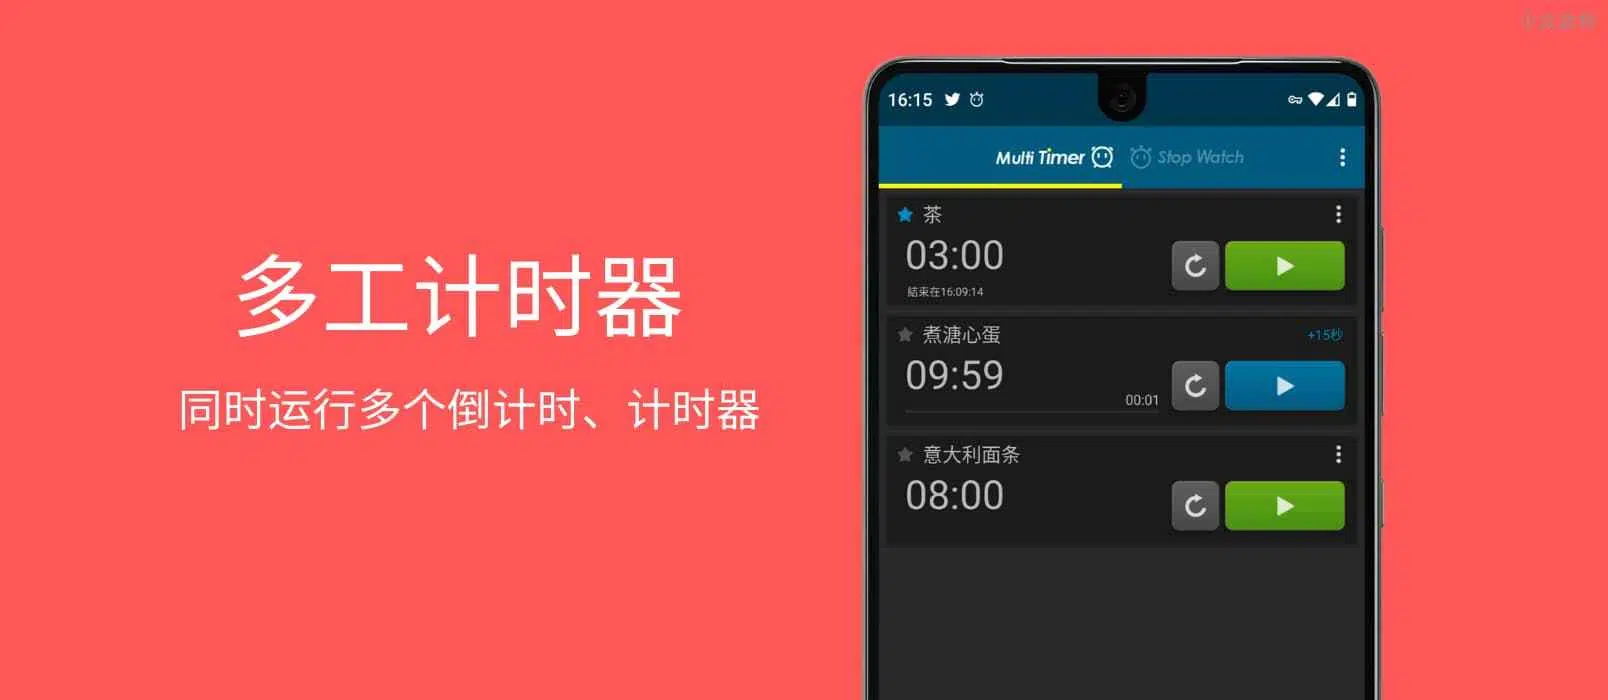 多工计时器
同时运行多个倒计时、计时器
16:15
Multi Timer
Stop Watch
茶
03:00
結束在16:09:14
煮溏心蛋
+15秒
09:59
00:01
意大利面条
08:00